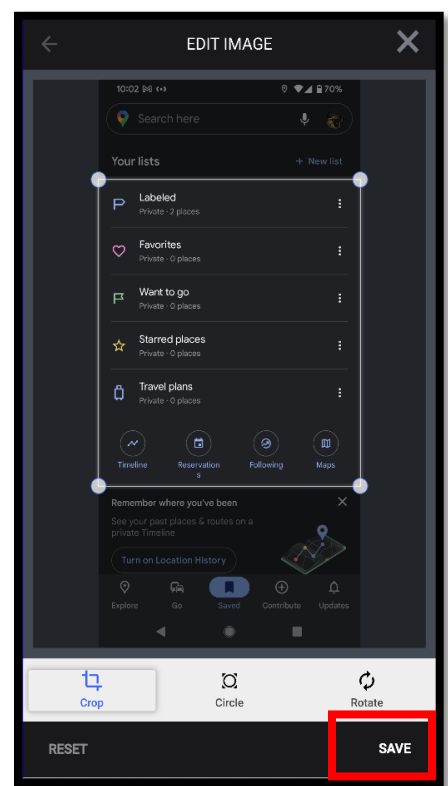 EDIT IMAGE
10:02
70%
Search here
Your lists
+ New list
Labeled
Private · 2 places
Favorites
Private · 0 places
Want to go
Private · 0 places
Starred places
Private · 0 places
Travel plans
Private · 0 places
Timeline Reservation Following Maps
s
Remember where you've been
See your past places & routes on a
private Timeline
Turn on Location History
Explore Go Saved Contribute Updates
Crop Circle Rotate
RESET SAVE